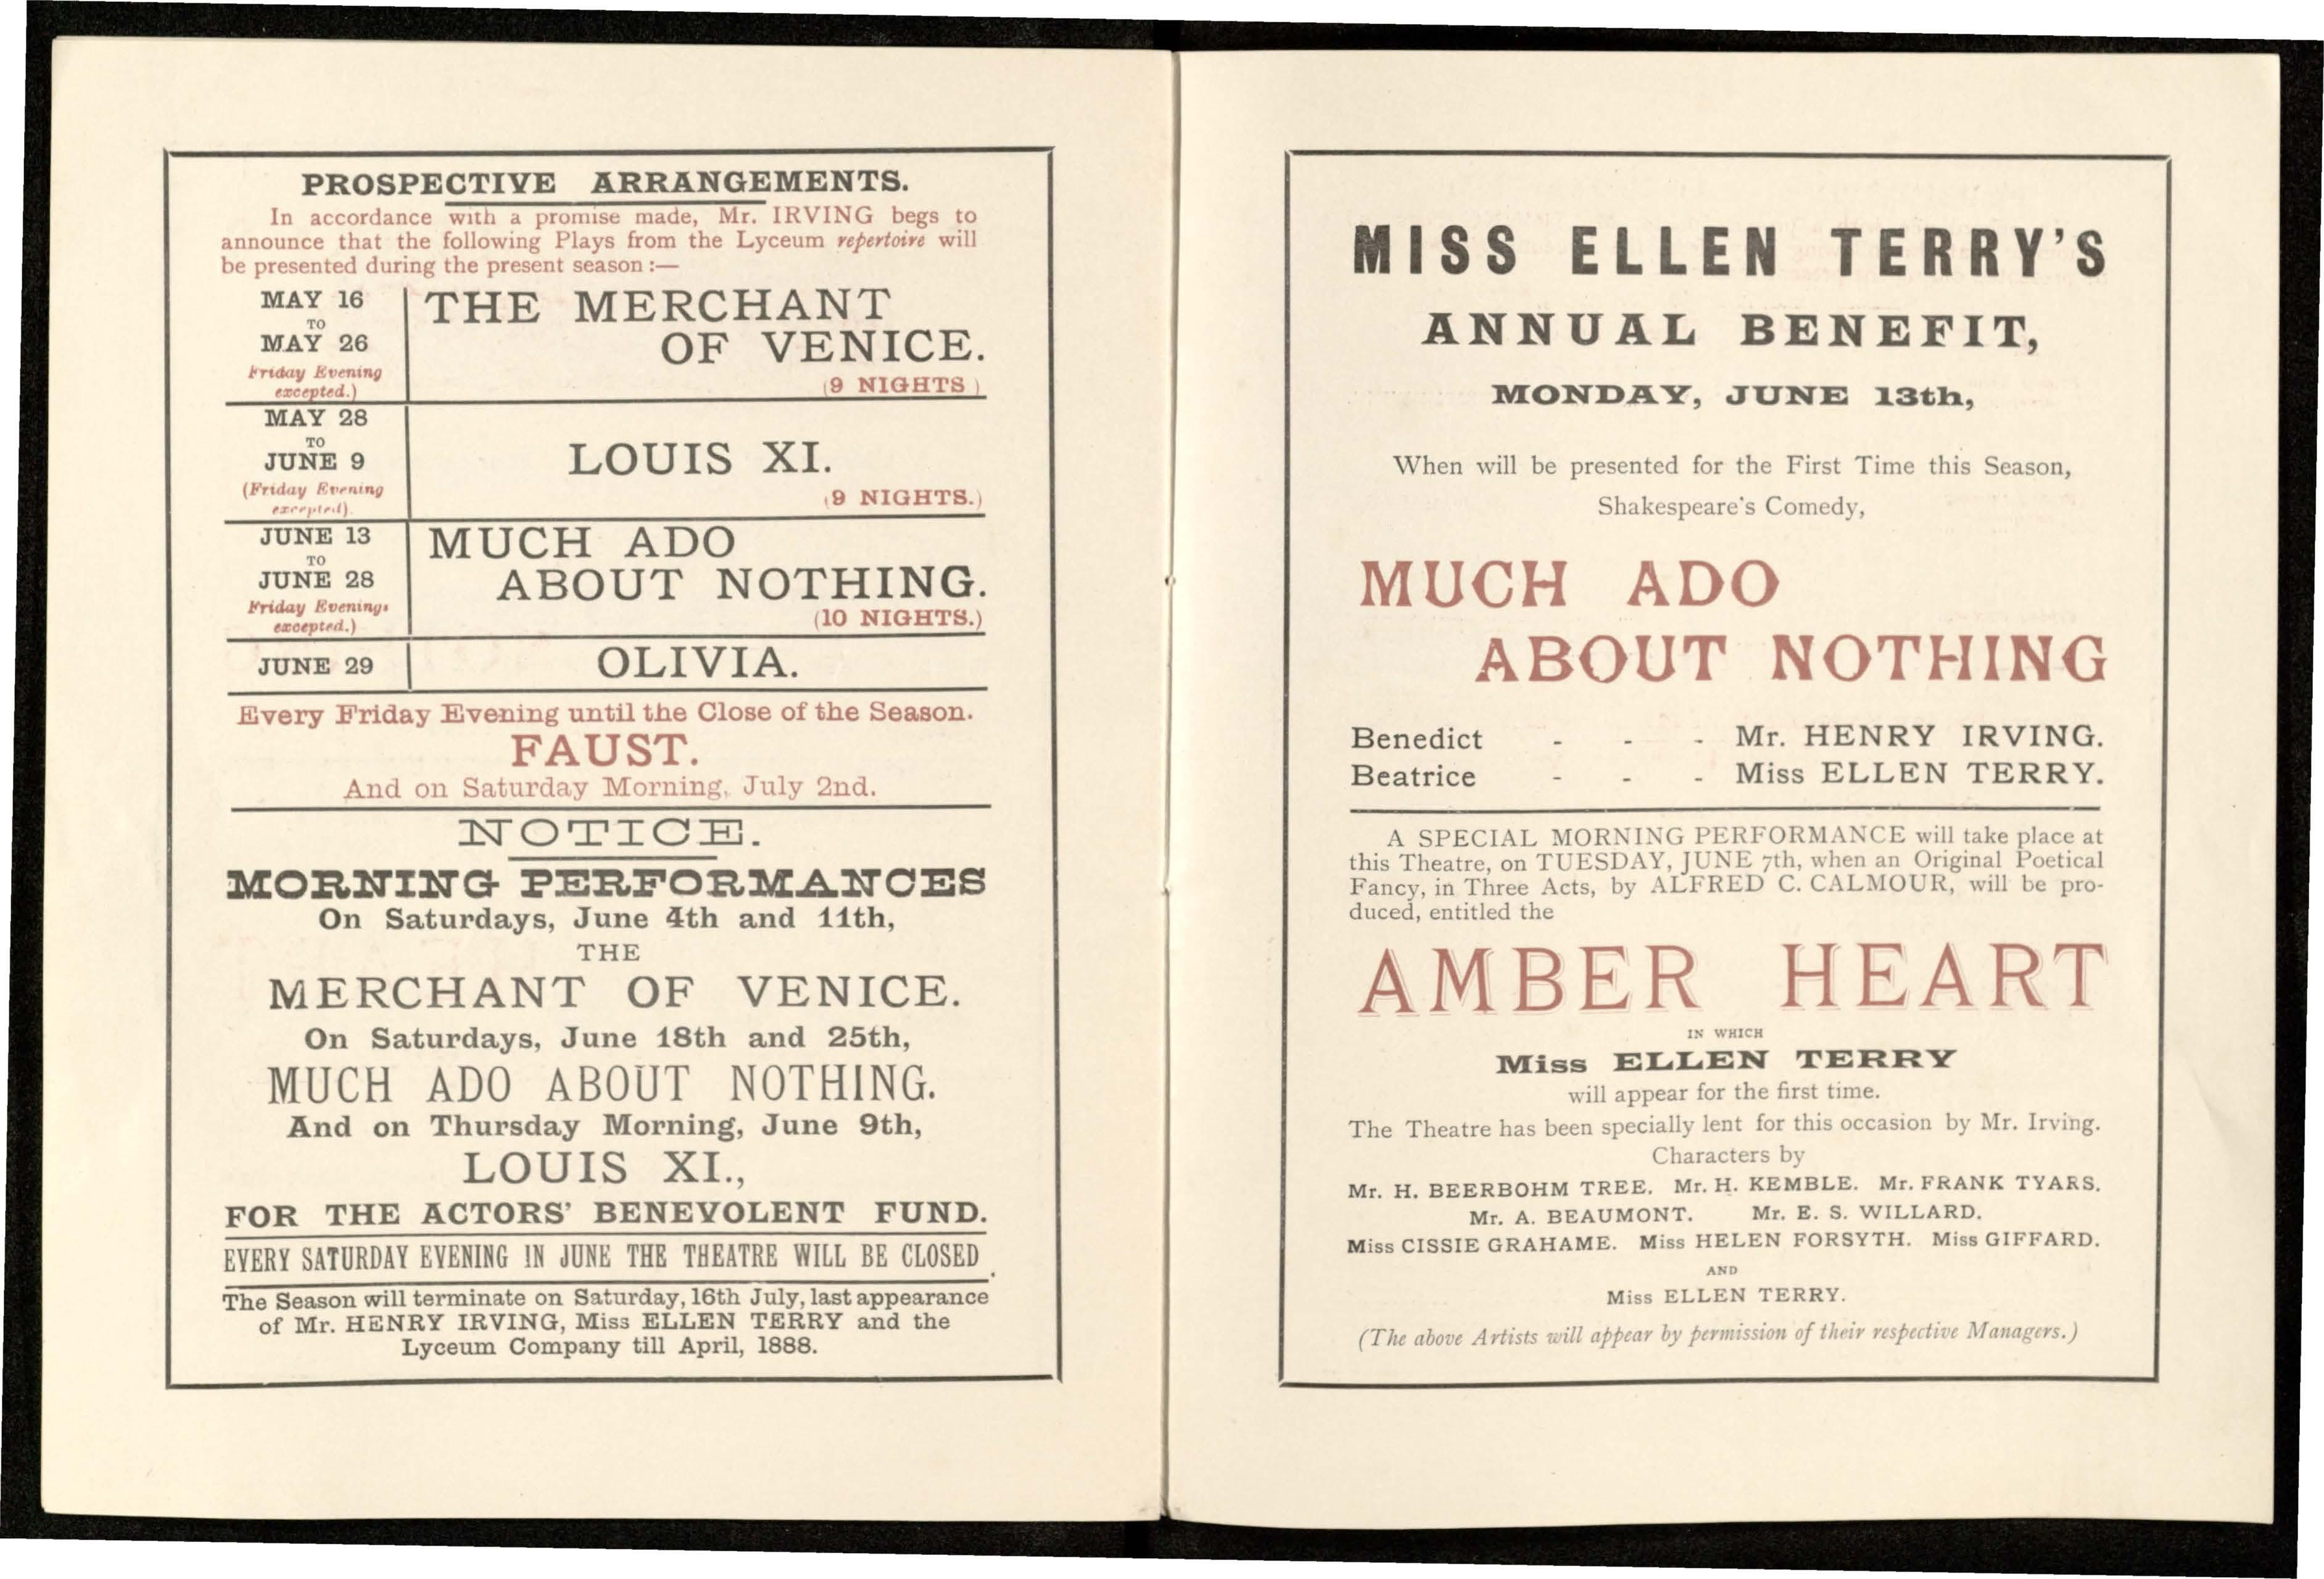 PROSPECTIVE ARRANGEMENTS.
In accordance with a promise made, Mr. IRVING begs to
announce that the following Plays from the Lyceum repertoire will
be presented during the present season :—
MAY 16
TO
MAY 26
Friday Evening
excepted.)
THE MERCHANT
OF VENICE.
(9 NIGHTS )
MAY 28
TO
JUNE 9
(Friday Evening
excepted).
LOUIS XI.
(9 NIGHTS.)
JUNE 13
TO
JUNE 28
Friday Evenings
excepted.)
MUCH ADO
ABOUT NOTHING.
(10 NIGHTS.)
JUNE 29
OLIVIA.
Every Friday Evening until the Close of the Season.
FAUST.
And on Saturday Morning, July 2nd.
NOTICE.
MORNING PERFORMANCES
On Saturdays, June 4th and 11th,
THE
MERCHANT OF VENICE.
On Saturdays, June 18th and 25th,
MUCH ADO ABOUT NOTHING.
And on Thursday Morning, June 9th,
LOUIS XI.,
FOR THE ACTORS' BENEVOLENT FUND.
EVERY SATURDAY EVENING IN JUNE THE THEATRE WILL BE CLOSED.
The Season will terminate on Saturday, 16th July, last appearance
of Mr. HENRY IRVING, Miss ELLEN TERRY and the
Lyceum Company till April, 1888.
MISS ELLEN TERRY'S
ANNUAL BENEFIT,
MONDAY, JUNE 13th,
When will be presented for the First Time this Season,
Shakespeare's Comedy,
MUCH ADO
ABOUT NOTHING
Benedict - - - Mr. HENRY IRVING.
Beatrice - - - Miss ELLEN TERRY.
A SPECIAL MORNING PERFORMANCE will take place at
this Theatre, on TUESDAY, JUNE 7th, when an Original Poetical
Fancy, in Three Acts, by ALFRED C. CALMOUR, will be pro-
duced, entitled the
AMBER HEART
IN WHICH
Miss ELLEN TERRY
will appear for the first time.
The Theatre has been specially lent for this occasion by Mr. Irving.
Characters by
Mr. H. BEERBOHM TREE. Mr. H. KEMBLE. Mr. FRANK TYARS.
Mr. A. BEAUMONT. Mr. E. S. WILLARD.
Miss CISSIE GRAHAME. Miss HELEN FORSYTH. Miss GIFFARD.
AND
Miss ELLEN TERRY.
(The above Artists will appear by permission of their respective Managers.)